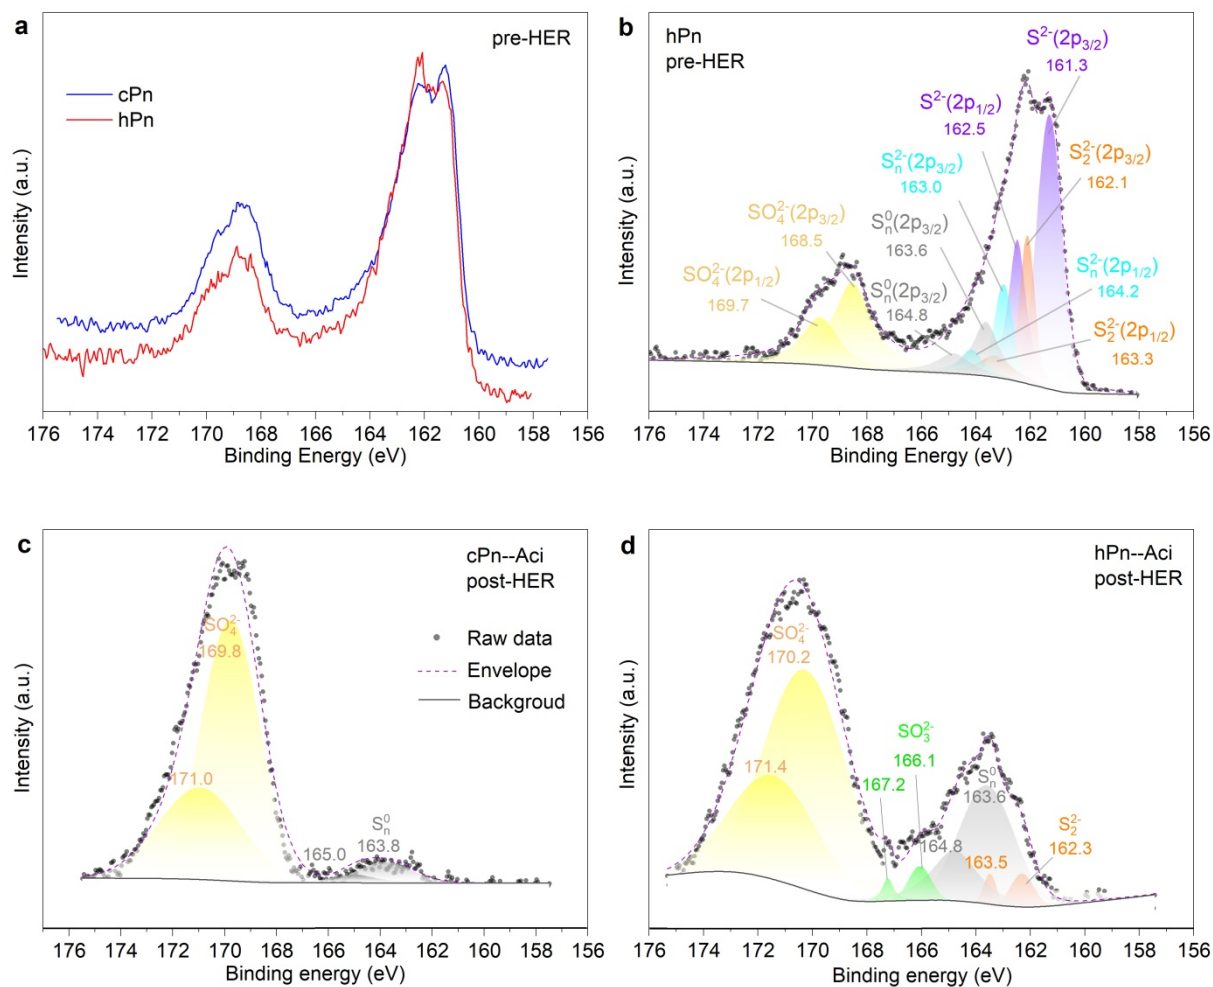 a
pre-HER
cPn
hPn
Intensity (a.u.)
176 174 172 170 168 166 164 162 160 158 156
Binding Energy (eV)
b
hPn
pre-HER
S²⁻(2p₃/₂)
161.3
S²⁻(2p₁/₂)
162.5
Sₙ²⁻(2p₃/₂)
163.0
S₂²⁻(2p₃/₂)
162.1
SO₄²⁻(2p₃/₂)
168.5
Sₙ⁰(2p₃/₂)
163.6
SO₄²⁻(2p₁/₂)
169.7
Sₙ⁰(2p₃/₂)
164.8
Sₙ²⁻(2p₁/₂)
164.2
S₂²⁻(2p₁/₂)
163.3
Intensity (a.u.)
176 174 172 170 168 166 164 162 160 158 156
Binding Energy (eV)
c
cPn--Aci
post-HER
SO₄²⁻
169.8
Raw data
Envelope
Backgroud
171.0
Sₙ⁰
165.0
163.8
Intensity (a.u.)
176 174 172 170 168 166 164 162 160 158 156
Binding energy (eV)
d
hPn--Aci
post-HER
SO₄²⁻
170.2
SO₃²⁻
166.1
171.4
167.2
Sₙ⁰
163.6
S₂²⁻
162.3
164.8
163.5
Intensity (a.u.)
176 174 172 170 168 166 164 162 160 158 156
Binding energy (eV)